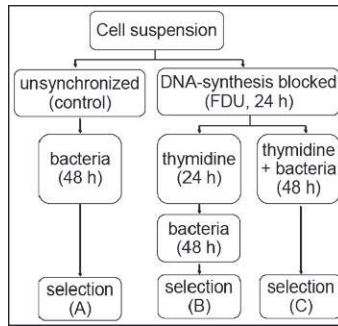 Cell suspension
unsynchronized
(control)
DNA-synthesis blocked
(FDU, 24 h)
bacteria
(48 h)
thymidine
(24 h)
thymidine
+ bacteria
(48 h)
bacteria
(48 h)
selection
(A)
selection
(B)
selection
(C)